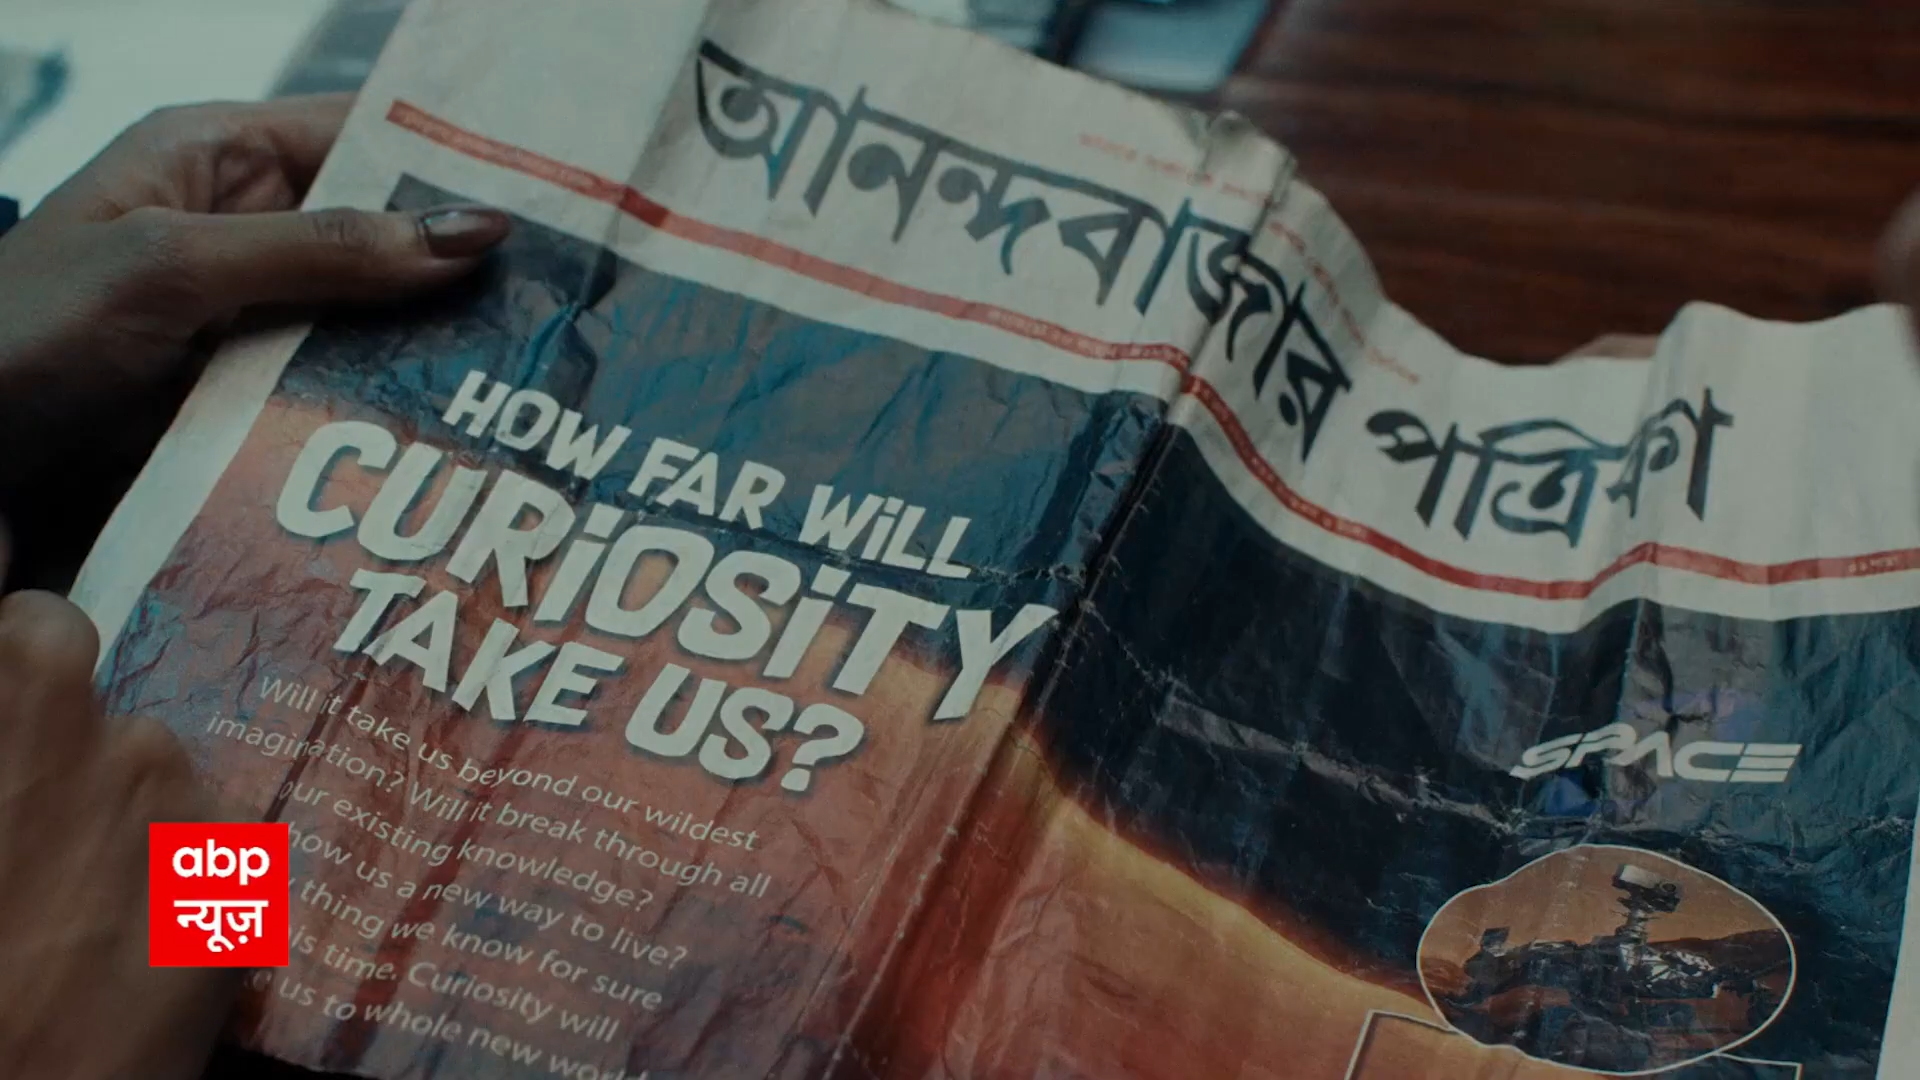 আনন্দবাজার পত্রিকা
HOW FAR WiLL
CURiOSiTY
TAKE US?
Will it take us beyond our wildest
imagination? Will it break through all
our existing knowledge?
how us a new way to live?
thing we know for sure
is time. Curiosity will
us to whole new
SPACE
abp
न्यूज़